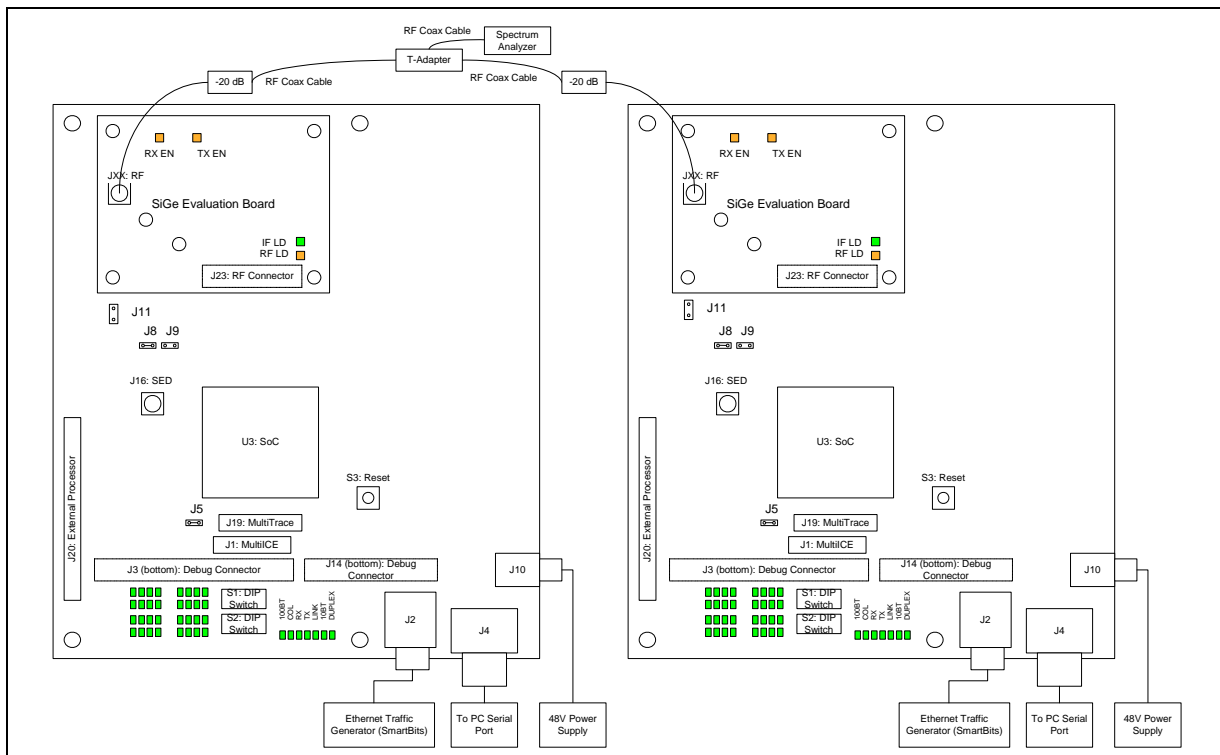 RF Coax Cable
Spectrum
Analyzer
T-Adapter
-20 dB
RF Coax Cable
RF Coax Cable
-20 dB
RX EN
TX EN
JXX: RF
SiGe Evaluation Board
IF LD
RF LD
J23: RF Connector
J11
J8
J9
J16: SED
U3: SoC
S3: Reset
J20: External Processor
J5
J19: MultiTrace
J1: MultiICE
J3 (bottom): Debug Connector
J14 (bottom): Debug
Connector
J10
S1: DIP
Switch
S2: DIP
Switch
100BT
COL
RX
TX
LINK
10BT
DUPLEX
J2
J4
Ethernet Traffic
Generator (SmartBits)
To PC Serial
Port
48V Power
Supply
RX EN
TX EN
JXX: RF
SiGe Evaluation Board
IF LD
RF LD
J23: RF Connector
J11
J8
J9
J16: SED
U3: SoC
S3: Reset
J20: External Processor
J5
J19: MultiTrace
J1: MultiICE
J3 (bottom): Debug Connector
J14 (bottom): Debug
Connector
J10
S1: DIP
Switch
S2: DIP
Switch
100BT
COL
RX
TX
LINK
10BT
DUPLEX
J2
J4
Ethernet Traffic
Generator (SmartBits)
To PC Serial
Port
48V Power
Supply